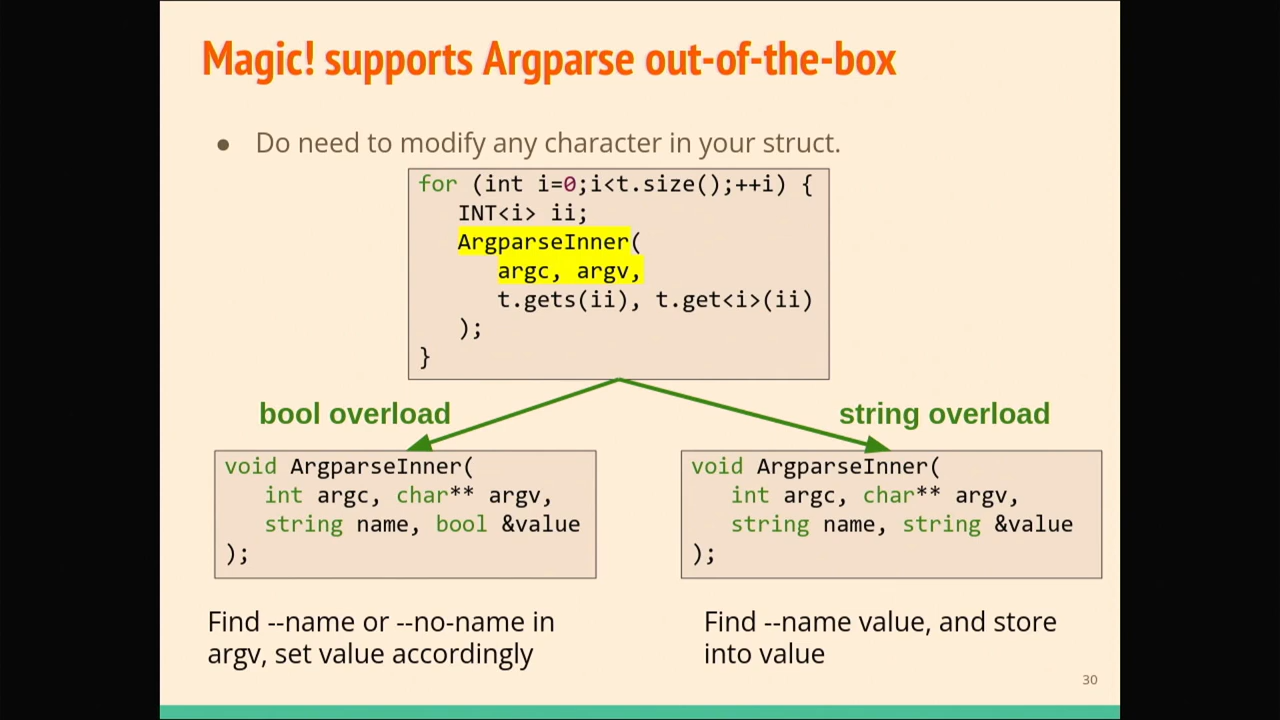 Magic! supports Argparse out-of-the-box
● Do need to modify any character in your struct.
for (int i=0;i<t.size();++i) {
INT<i> ii;
ArgparseInner(
argc, argv,
t.gets(ii), t.get<i>(ii)
);
}
bool overload
string overload
void ArgparseInner(
int argc, char** argv,
string name, bool &value
);
void ArgparseInner(
int argc, char** argv,
string name, string &value
);
Find --name or --no-name in
argv, set value accordingly
Find --name value, and store
into value
30